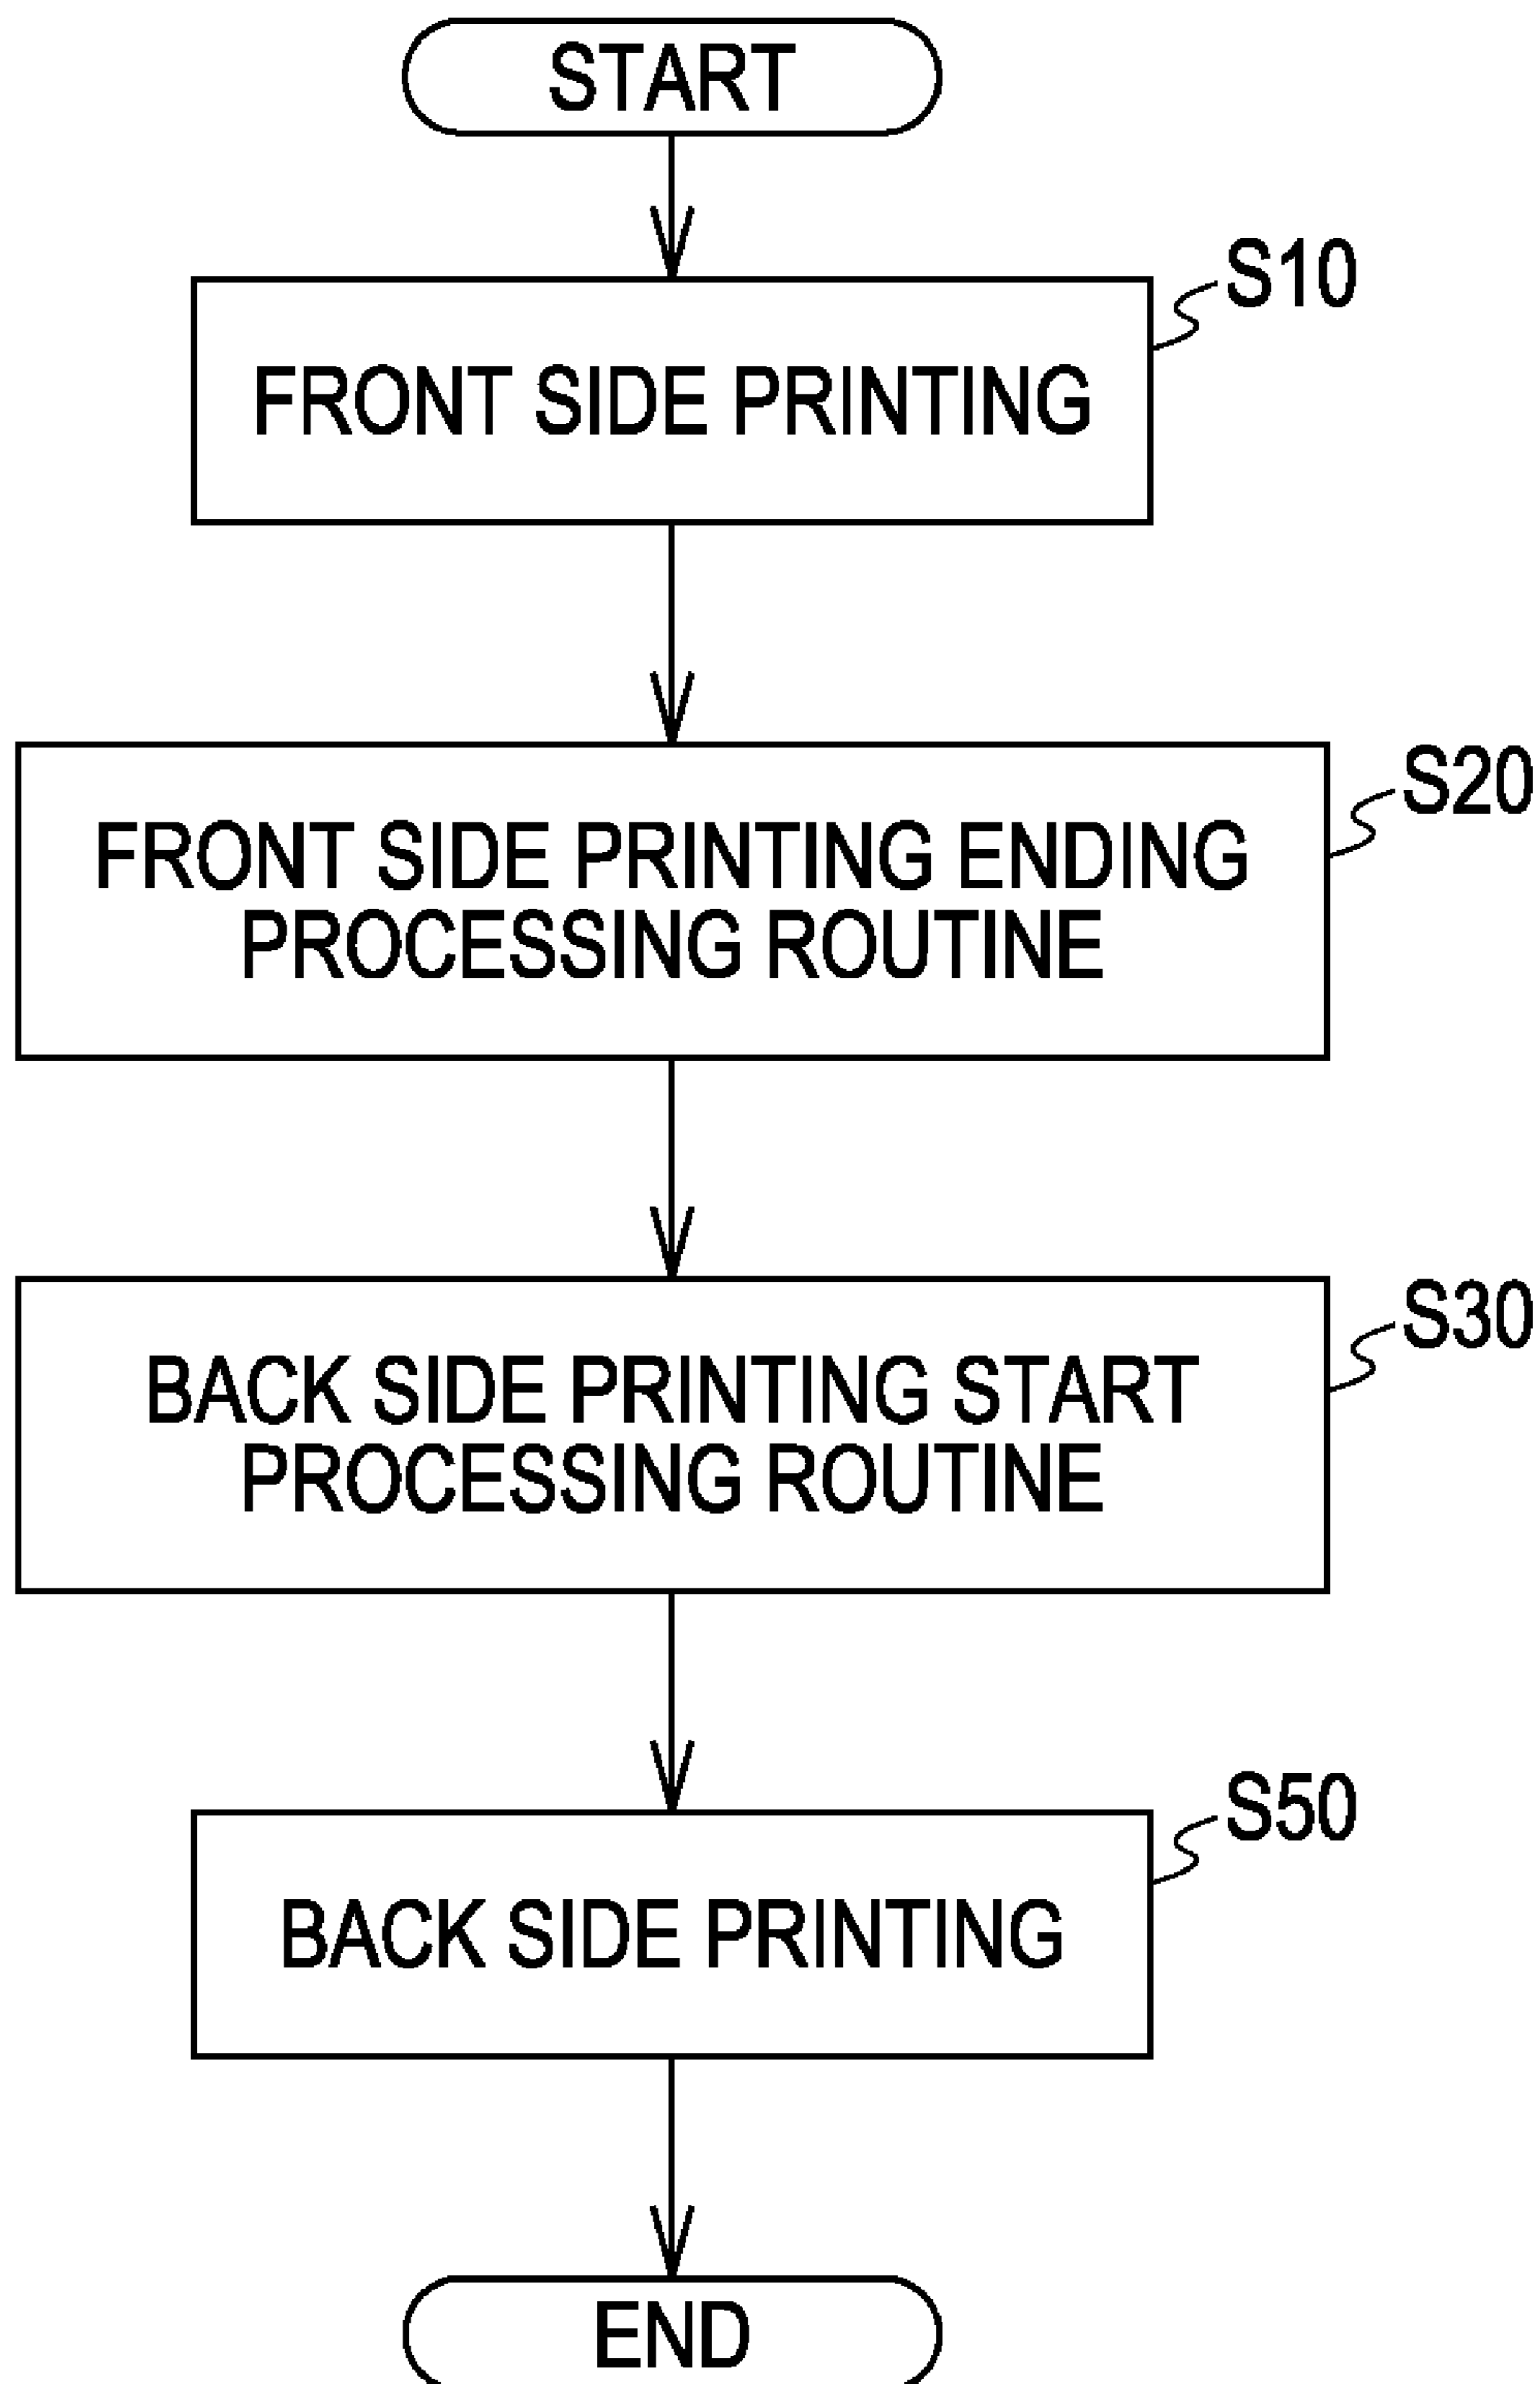 START
S10
FRONT SIDE PRINTING
S20
FRONT SIDE PRINTING ENDING
PROCESSING ROUTINE
S30
BACK SIDE PRINTING START
PROCESSING ROUTINE
S50
BACK SIDE PRINTING
END